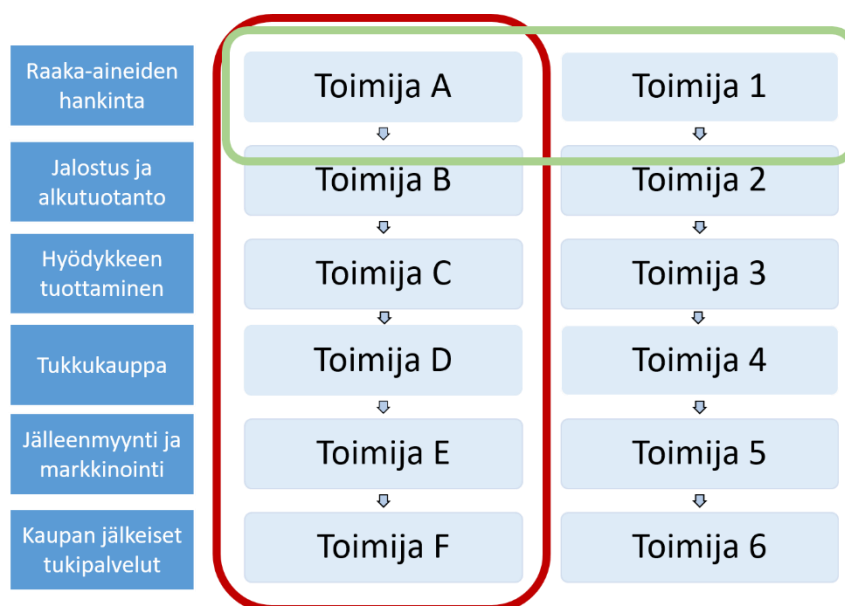 Raaka-aineiden
hankinta
Toimija A
Toimija 1
Jalostus ja
alkutuotanto
Toimija B
Toimija 2
Hyödykkeen
tuottaminen
Toimija C
Toimija 3
Tukkukauppa
Toimija D
Toimija 4
Jälleenmyynti ja
markkinointi
Toimija E
Toimija 5
Kaupan jälkeiset
tukipalvelut
Toimija F
Toimija 6